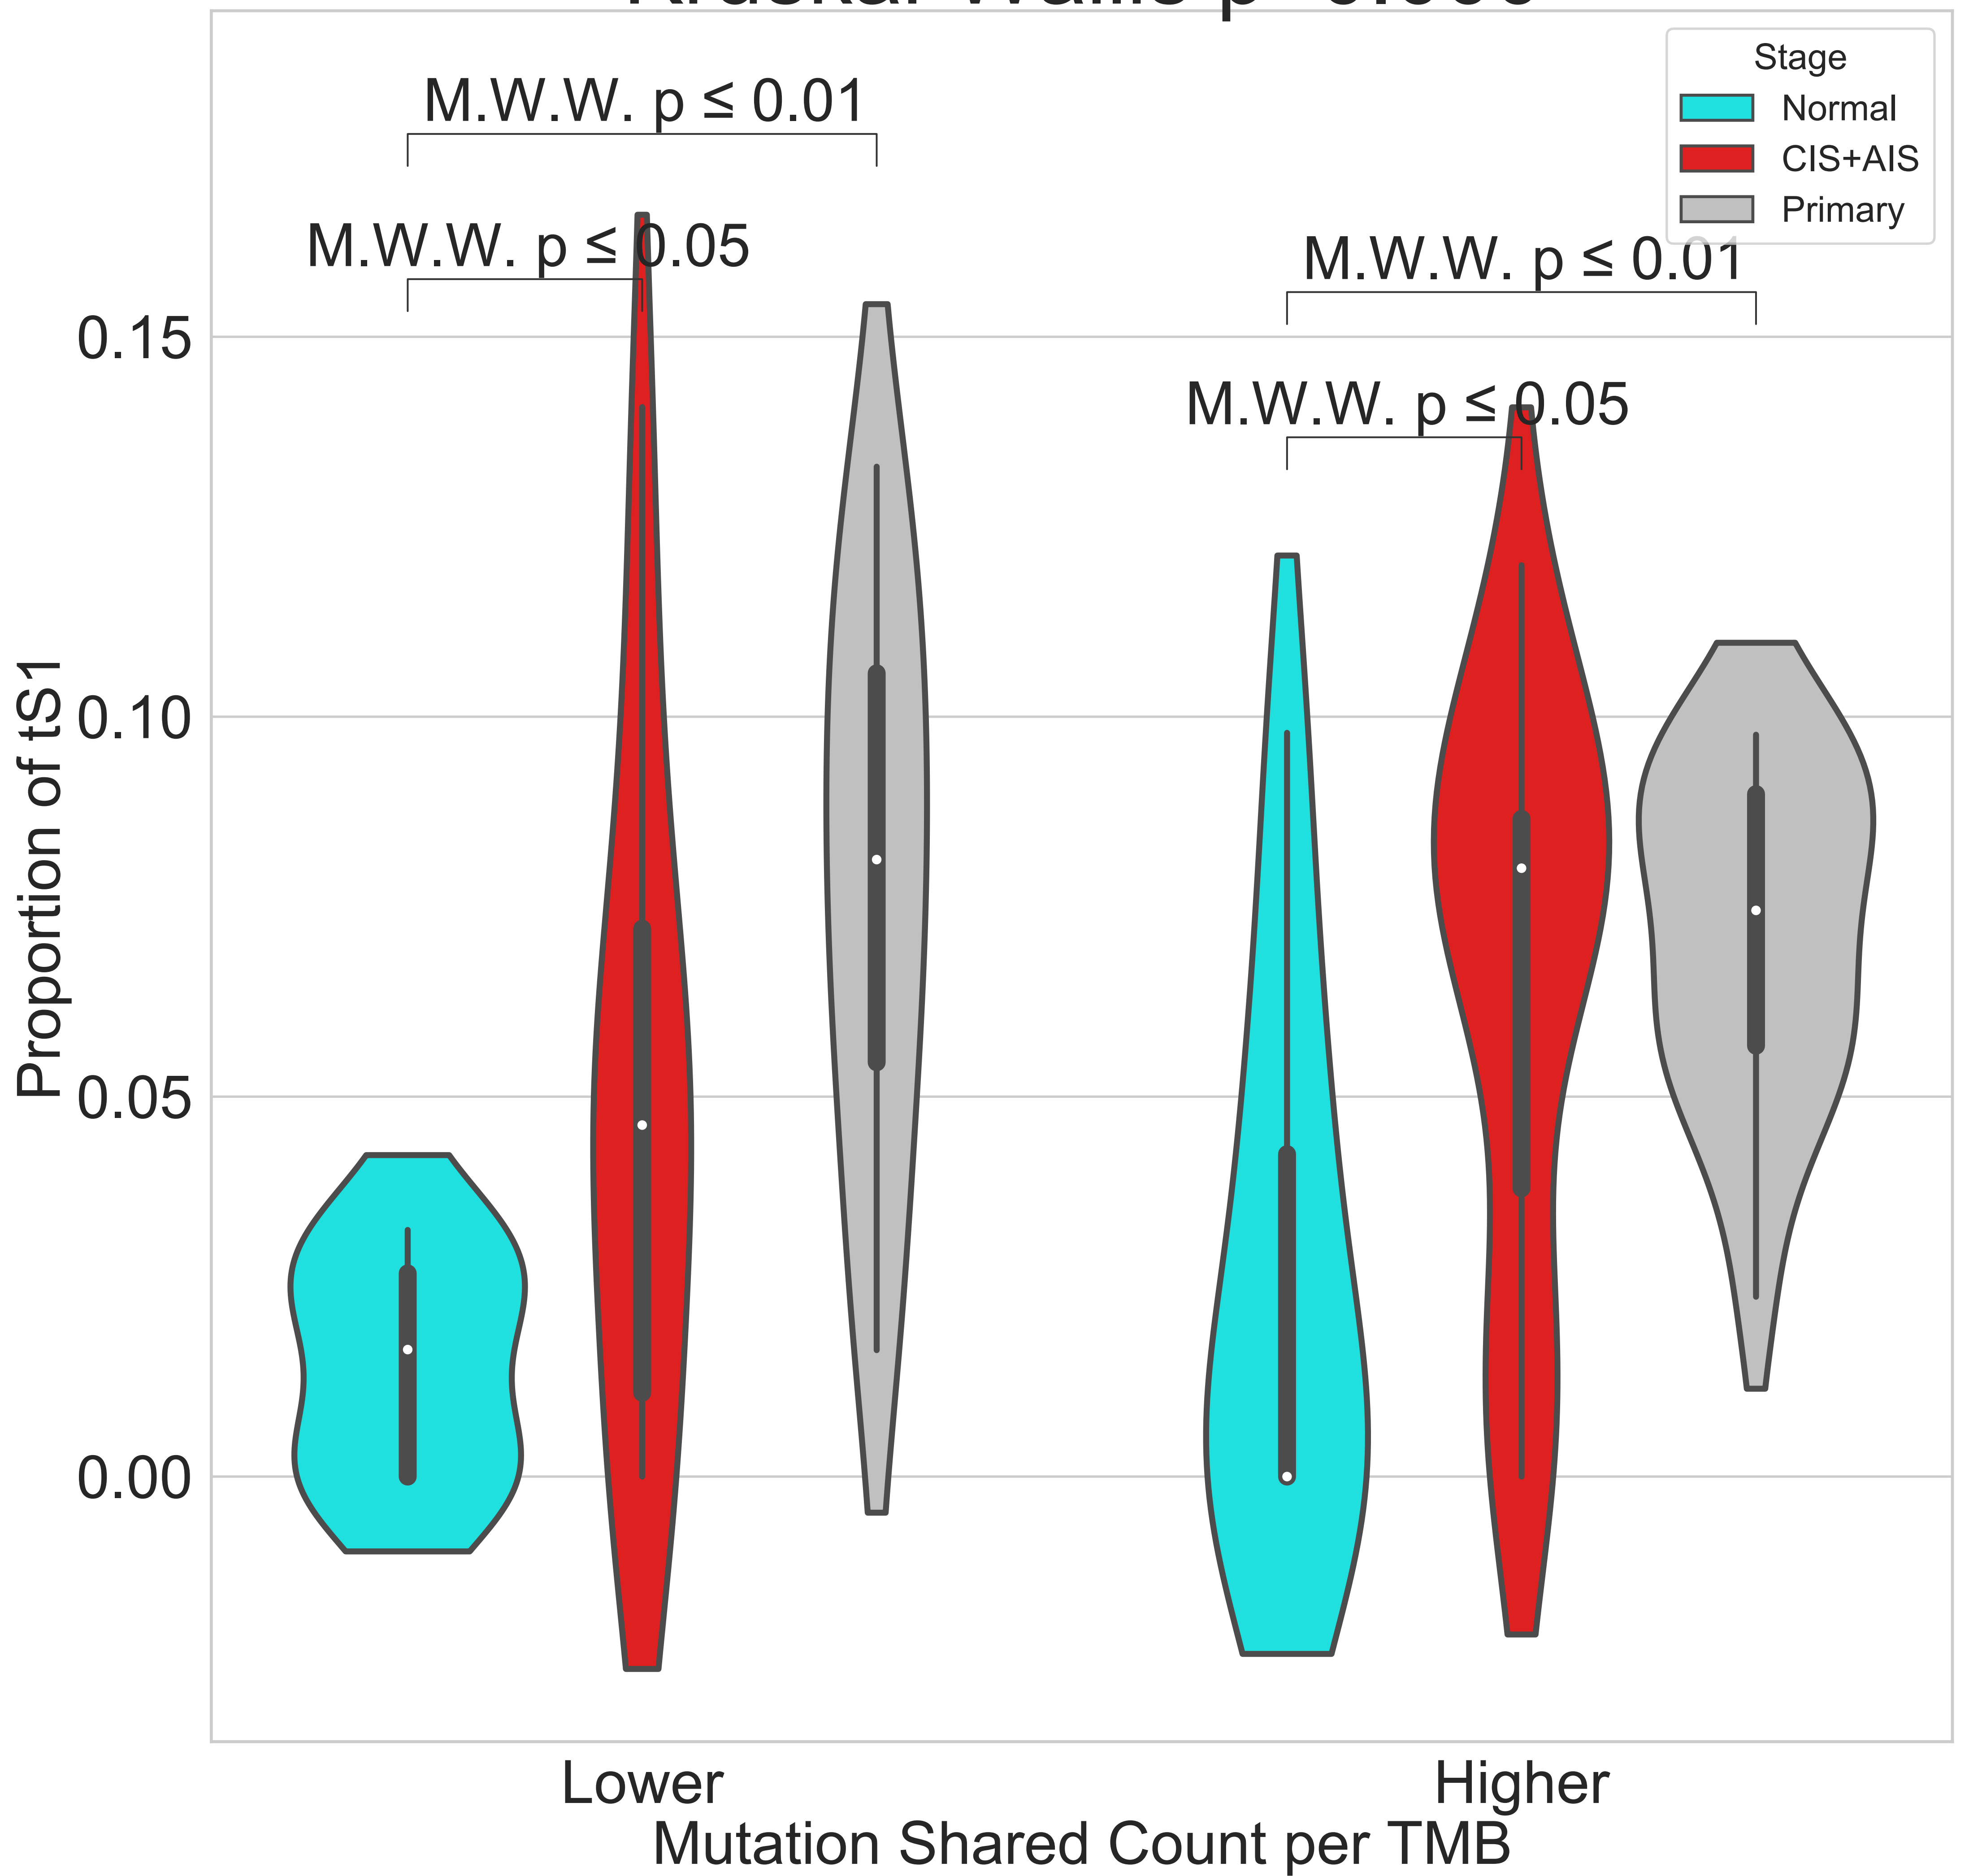 Stage
Normal
CIS+AIS
Primary
M.W.W. p ≤ 0.01
M.W.W. p ≤ 0.05
M.W.W. p ≤ 0.01
M.W.W. p ≤ 0.05
Proportion of ttS1
0.15
0.10
0.05
0.00
Lower
Higher
Mutation Shared Count per TMB